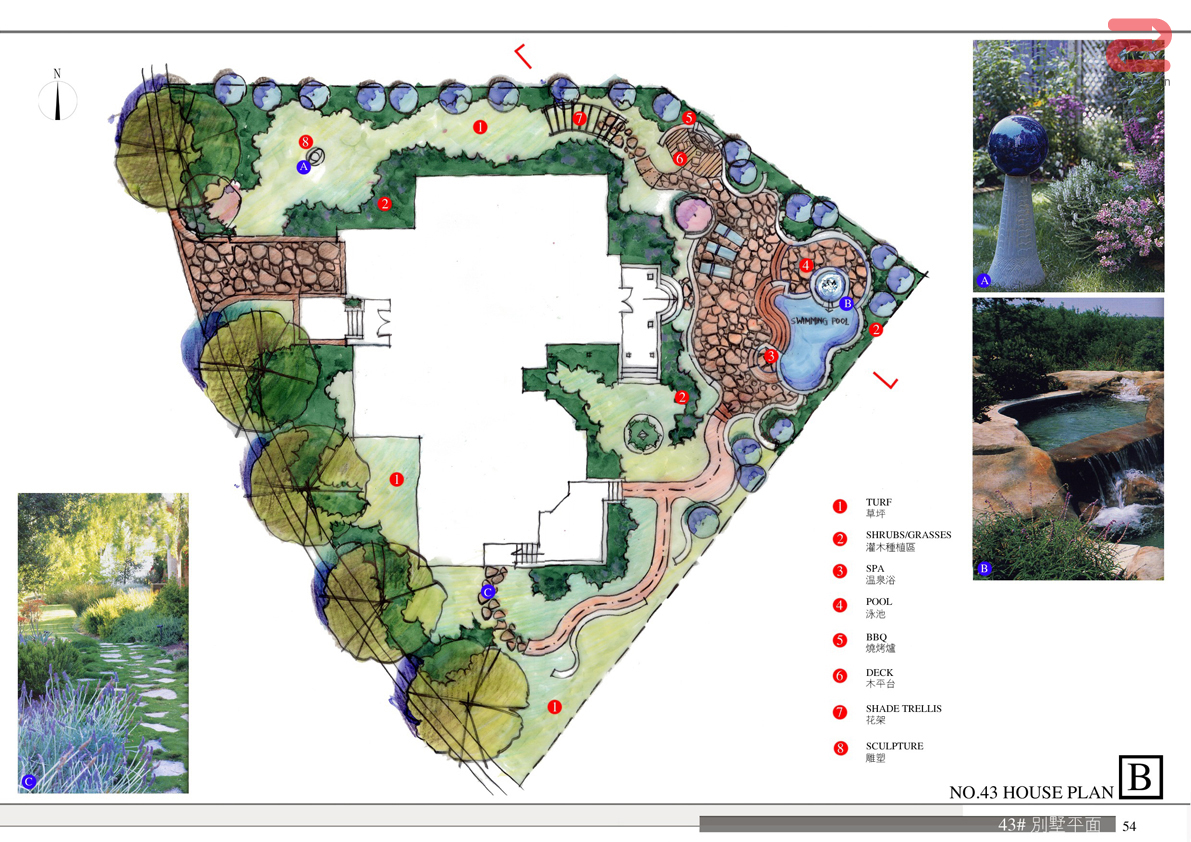 N
8
A
1
7
5
6
2
4
B
SWIMMING POOL
2
3
2
1
C
1
A
B
C
1 TURF
草坪
2 SHRUBS/GRASSES
灌木種植區
3 SPA
溫泉浴
4 POOL
泳池
5 BBQ
燒烤爐
6 DECK
木平台
7 SHADE TRELLIS
花架
8 SCULPTURE
雕塑
NO.43 HOUSE PLAN B
43# 別墅平面 54